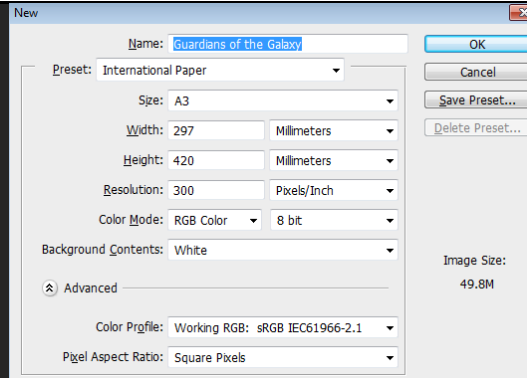 New
Name: Guardians of the Galaxy
OK
Preset: International Paper
Cancel
Size: A3
Save Preset...
Width: 297 Millimeters
Delete Preset...
Height: 420 Millimeters
Resolution: 300 Pixels/Inch
Color Mode: RGB Color 8 bit
Background Contents: White
Image Size:
49.8M
Advanced
Color Profile: Working RGB: sRGB IEC61966-2.1
Pixel Aspect Ratio: Square Pixels